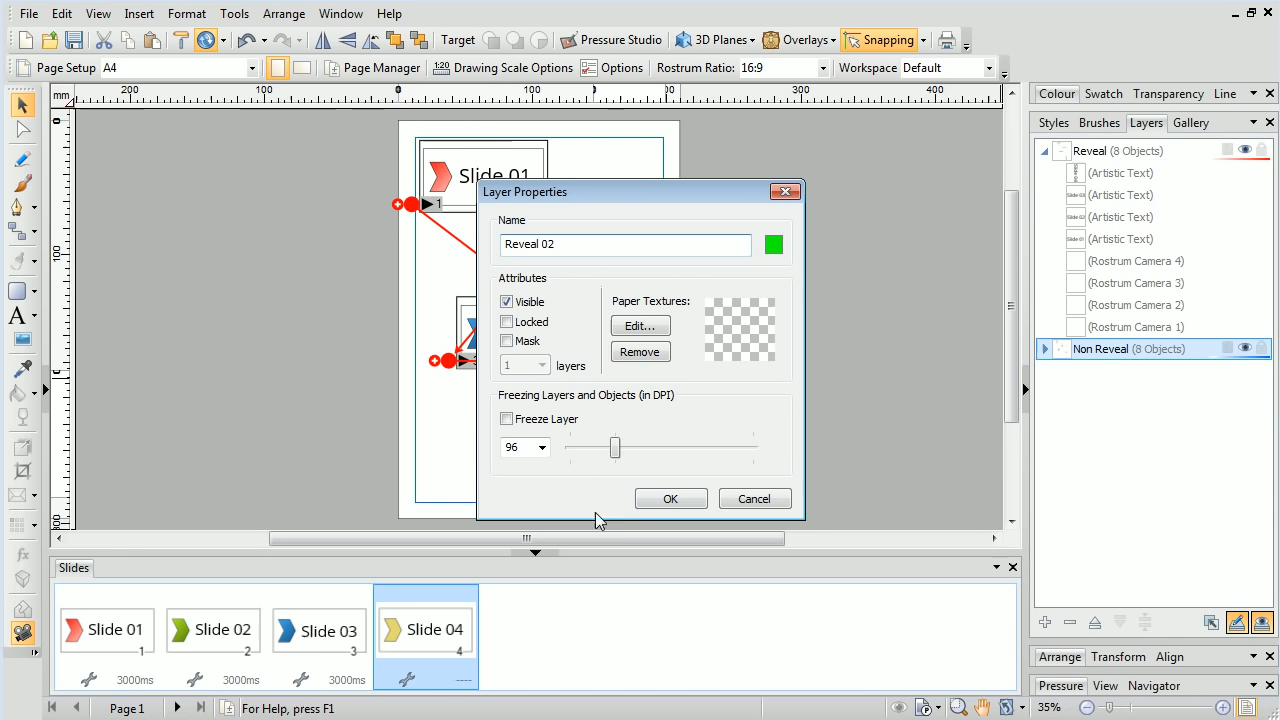 File Edit View Insert Format Tools Arrange Window Help
Target Pressure Studio 3D Planes Overlays Snapping
Page Setup A4 Page Manager 1:20 Drawing Scale Options Options Rostrum Ratio: 16:9 Workspace Default
mm 200 100 0 100 200 300 400
Colour Swatch Transparency Line
Styles Brushes Layers Gallery
Reveal (8 Objects)
(Artistic Text)
(Artistic Text)
(Artistic Text)
(Artistic Text)
(Rostrum Camera 4)
(Rostrum Camera 3)
(Rostrum Camera 2)
(Rostrum Camera 1)
Non Reveal (8 Objects)
0
100
300
Slide 01
1
Layer Properties
Name
Reveal 02
Attributes
Visible
Locked
Mask
1 layers
Paper Textures:
Edit...
Remove
Freezing Layers and Objects (in DPI)
Freeze Layer
96
OK Cancel
Slides
Slide 01 1 3000ms
Slide 02 2 3000ms
Slide 03 3 3000ms
Slide 04 4 ----
Arrange Transform Align
Pressure View Navigator
Page 1 For Help, press F1 35%